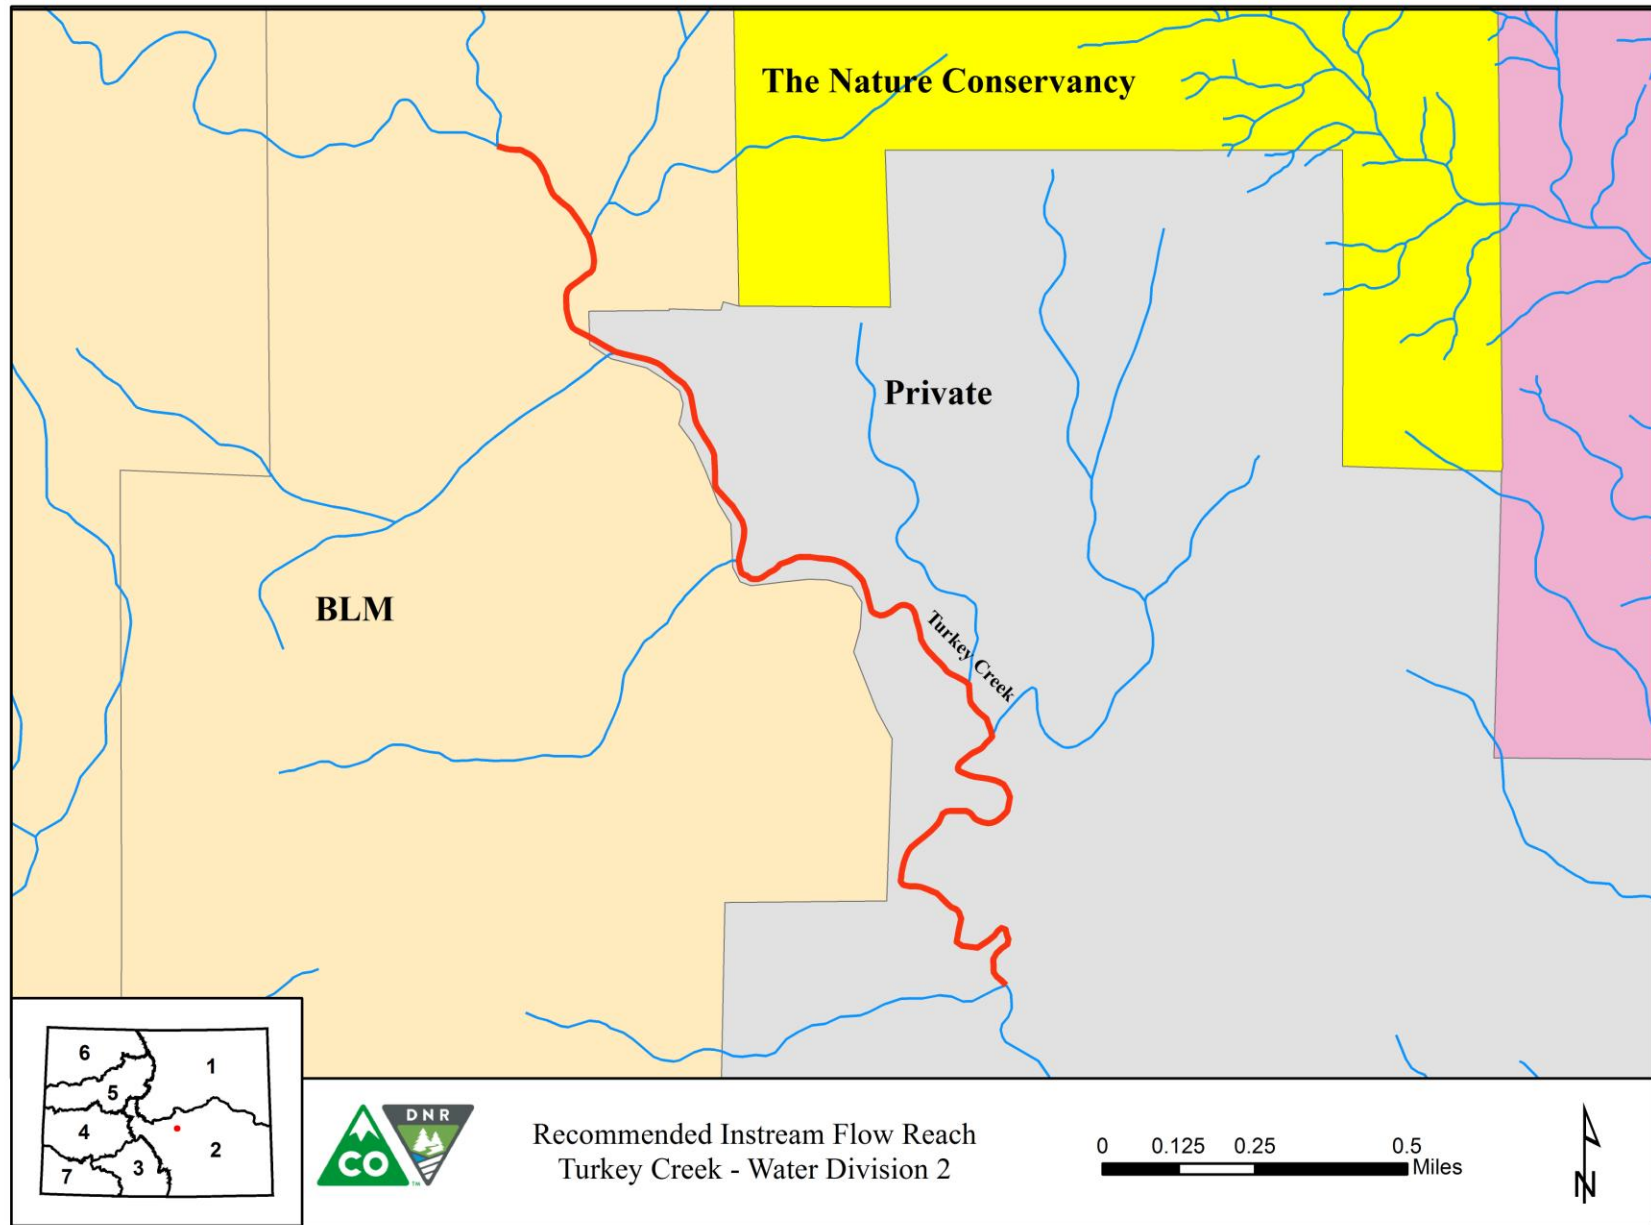 The Nature Conservancy
Private
BLM
Turkey Creek
6
1
5
4
2
3
7
CO
TM
DNR
Recommended Instream Flow Reach
Turkey Creek - Water Division 2
0 0.125 0.25 0.5
Miles
N